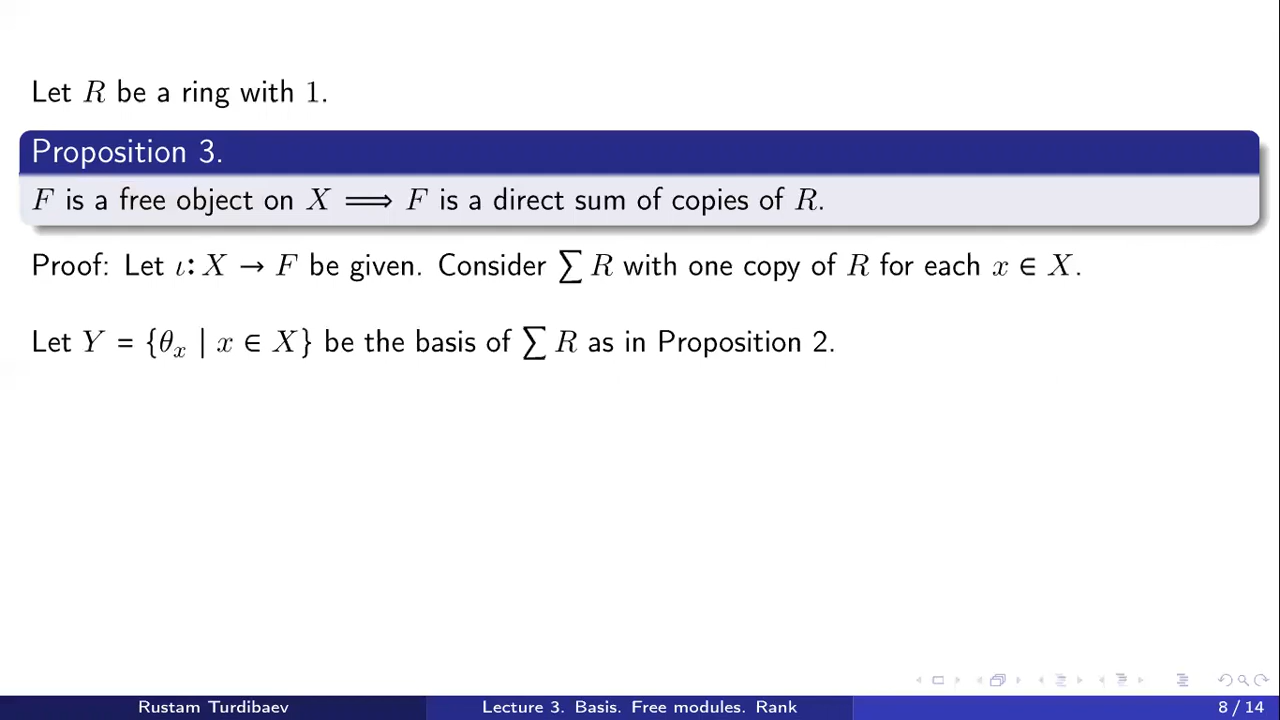 Let R be a ring with 1.
Proposition 3.
F is a free object on X ⟹ F is a direct sum of copies of R.
Proof: Let ι: X → F be given. Consider ∑ R with one copy of R for each x ∈ X.
Let Y = {θₓ | x ∈ X} be the basis of ∑ R as in Proposition 2.
Rustam Turdibaev
Lecture 3. Basis. Free modules. Rank
8 / 14